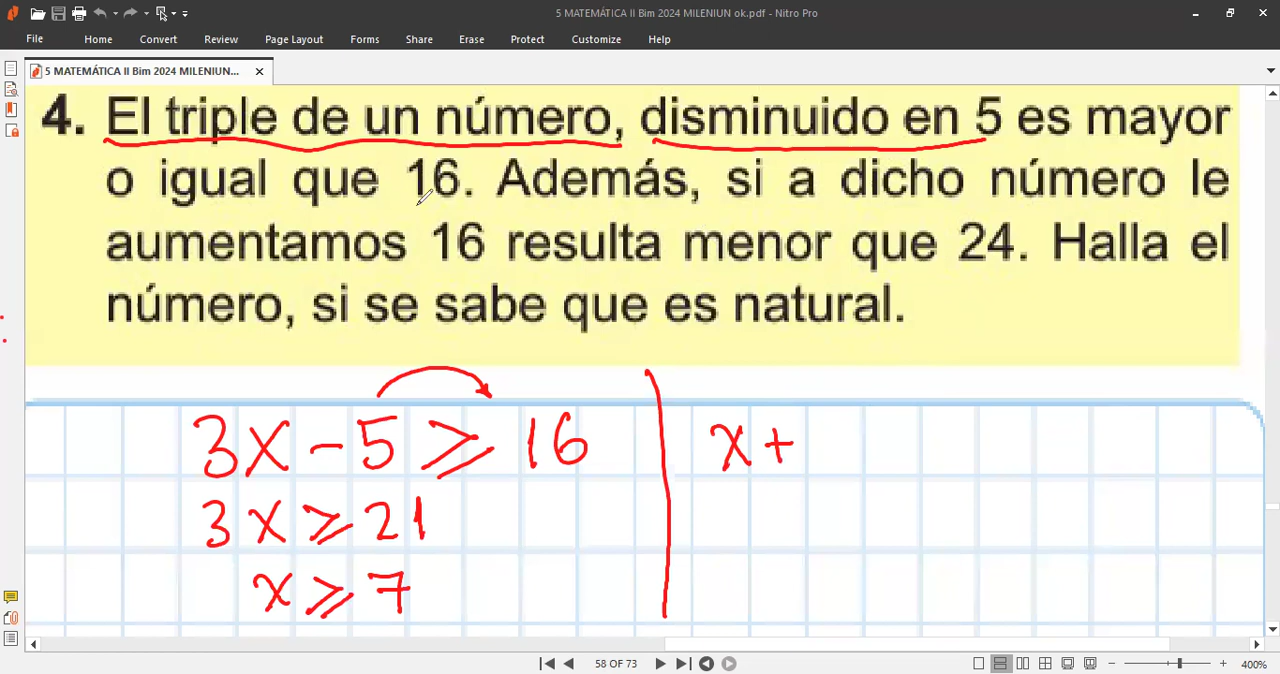 5 MATEMÁTICA II Bim 2024 MILENIUN ok.pdf - Nitro Pro
File Home Convert Review Page Layout Forms Share Erase Protect Customize Help
5 MATEMÁTICA II Bim 2024 MILENIUN...
4. El triple de un número, disminuido en 5 es mayor
o igual que 16. Además, si a dicho número le
aumentamos 16 resulta menor que 24. Halla el
número, si se sabe que es natural.
3x - 5 ≥ 16
3x ≥ 21
x ≥ 7
x +
58 OF 73
400%